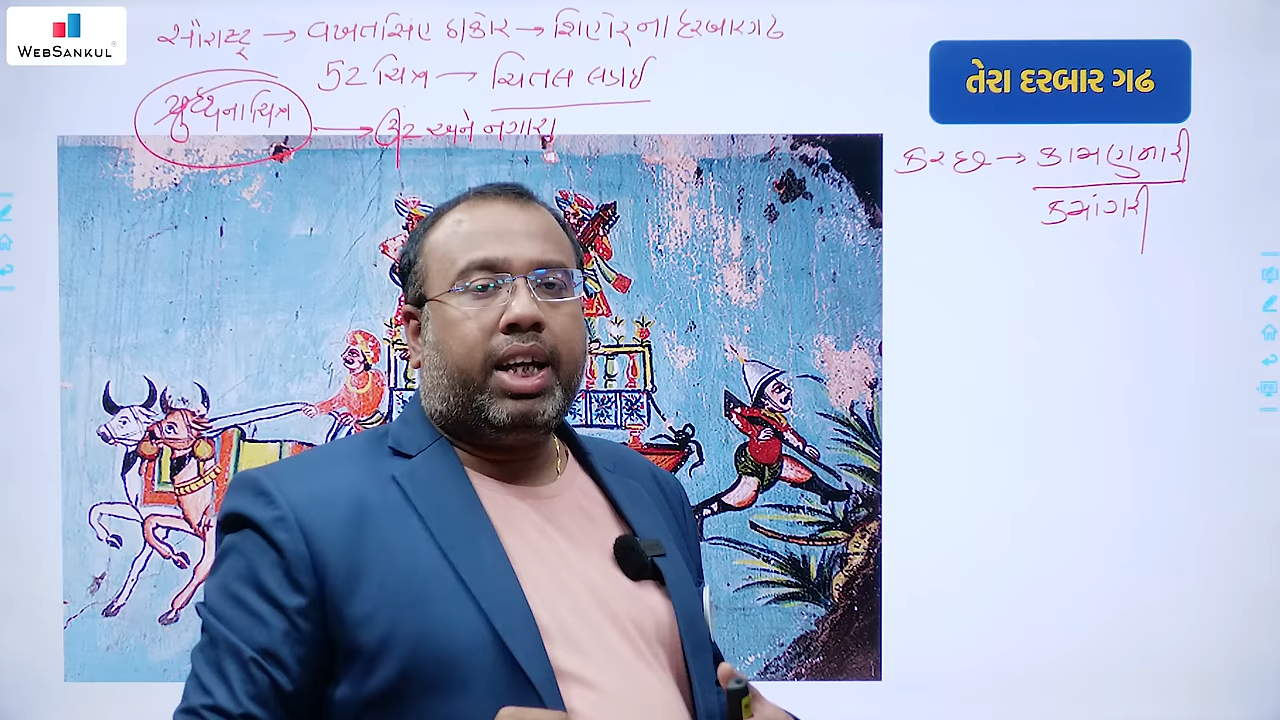 WEBSANKUL
સૌરાષ્ટ્ર → વખતસિંહ ઠાકોર → શિહોરના દરબારગઢ
52 ચિત્ર → ચિતલ લડાઈ
યુદ્ધના ચિત્ર → ઊંટ અને નગારા
તેરા દરબાર ગઢ
કચ્છ → કામણગારી
કમાંગરી